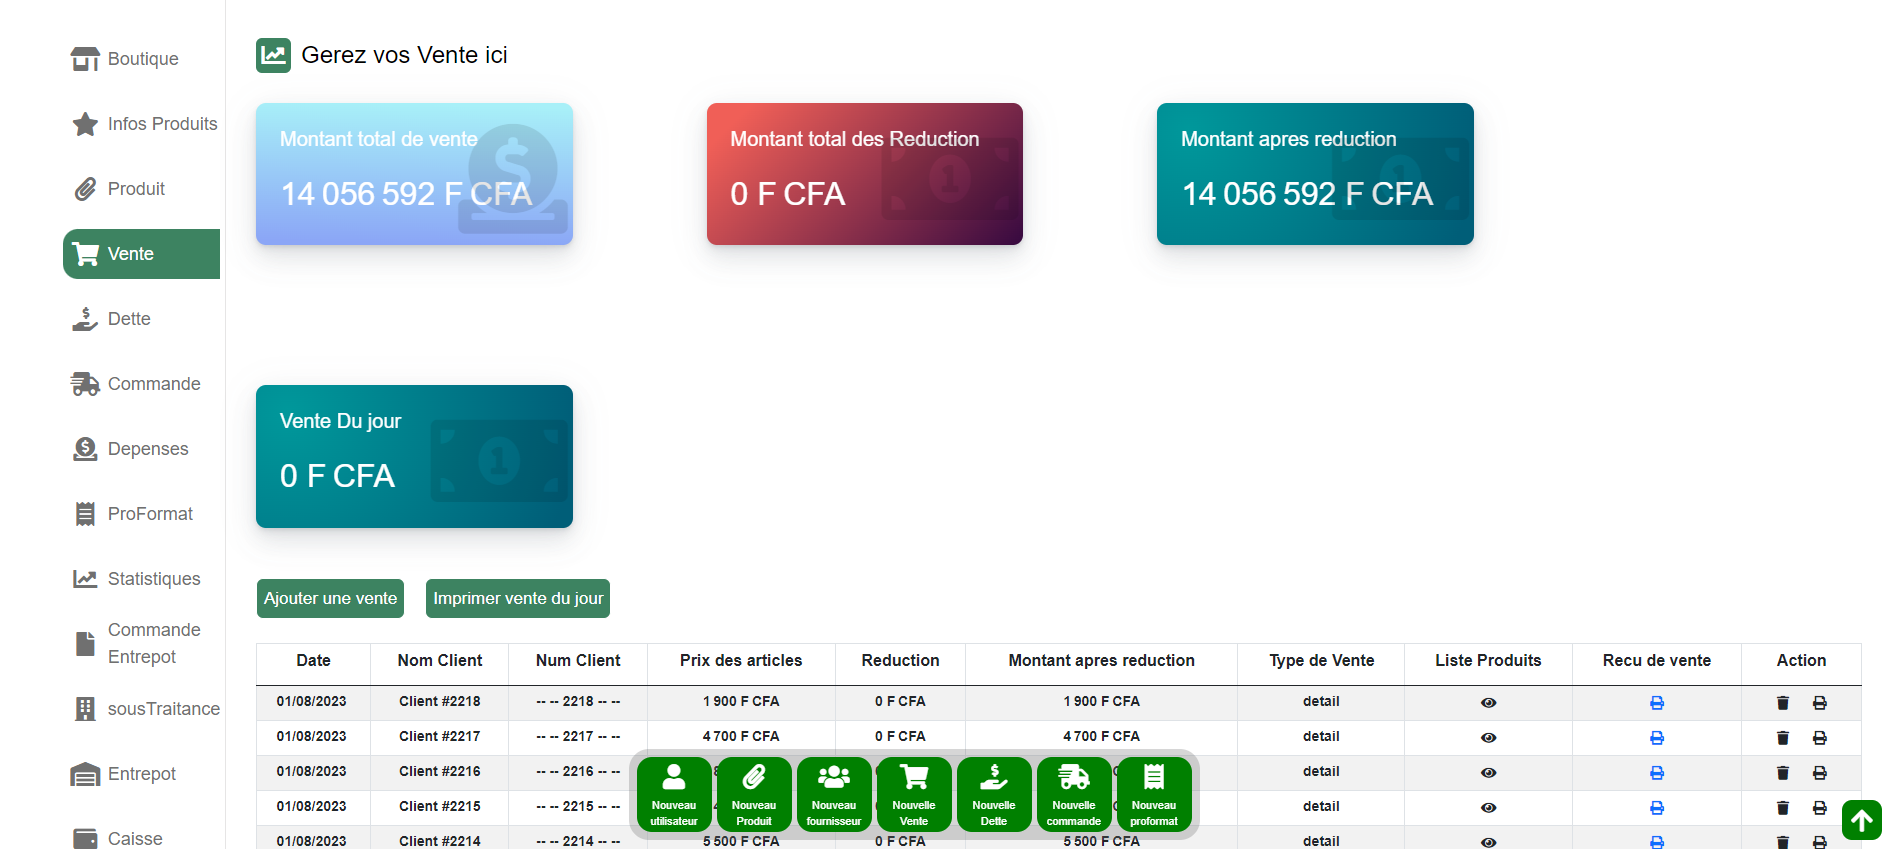 Boutique
Infos Produits
Produit
Vente
Dette
Commande
Depenses
ProFormat
Statistiques
Commande
Entrepot
sousTraitance
Entrepot
Caisse
Gerez vos Vente ici
Montant total de vente
14 056 592 F CFA
Montant total des Reduction
0 F CFA
Montant apres reduction
14 056 592 F CFA
Vente Du jour
0 F CFA
Ajouter une vente
Imprimer vente du jour
Date Nom Client Num Client Prix des articles Reduction Montant apres reduction Type de Vente Liste Produits Recu de vente Action
01/08/2023 Client #2218 -- -- 2218 -- -- 1 900 F CFA 0 F CFA 1 900 F CFA detail
01/08/2023 Client #2217 -- -- 2217 -- -- 4 700 F CFA 0 F CFA 4 700 F CFA detail
01/08/2023 Client #2216 -- -- 2216 -- -- detail
01/08/2023 Client #2215 -- -- 2215 -- -- detail
01/08/2023 Client #2214 -- -- 2214 -- -- 5 500 F CFA 0 F CFA 5 500 F CFA detail
Nouveau
utilisateur
Nouveau
Produit
Nouveau
fournisseur
Nouvelle
Vente
Nouvelle
Dette
Nouvelle
commande
Nouveau
proformat